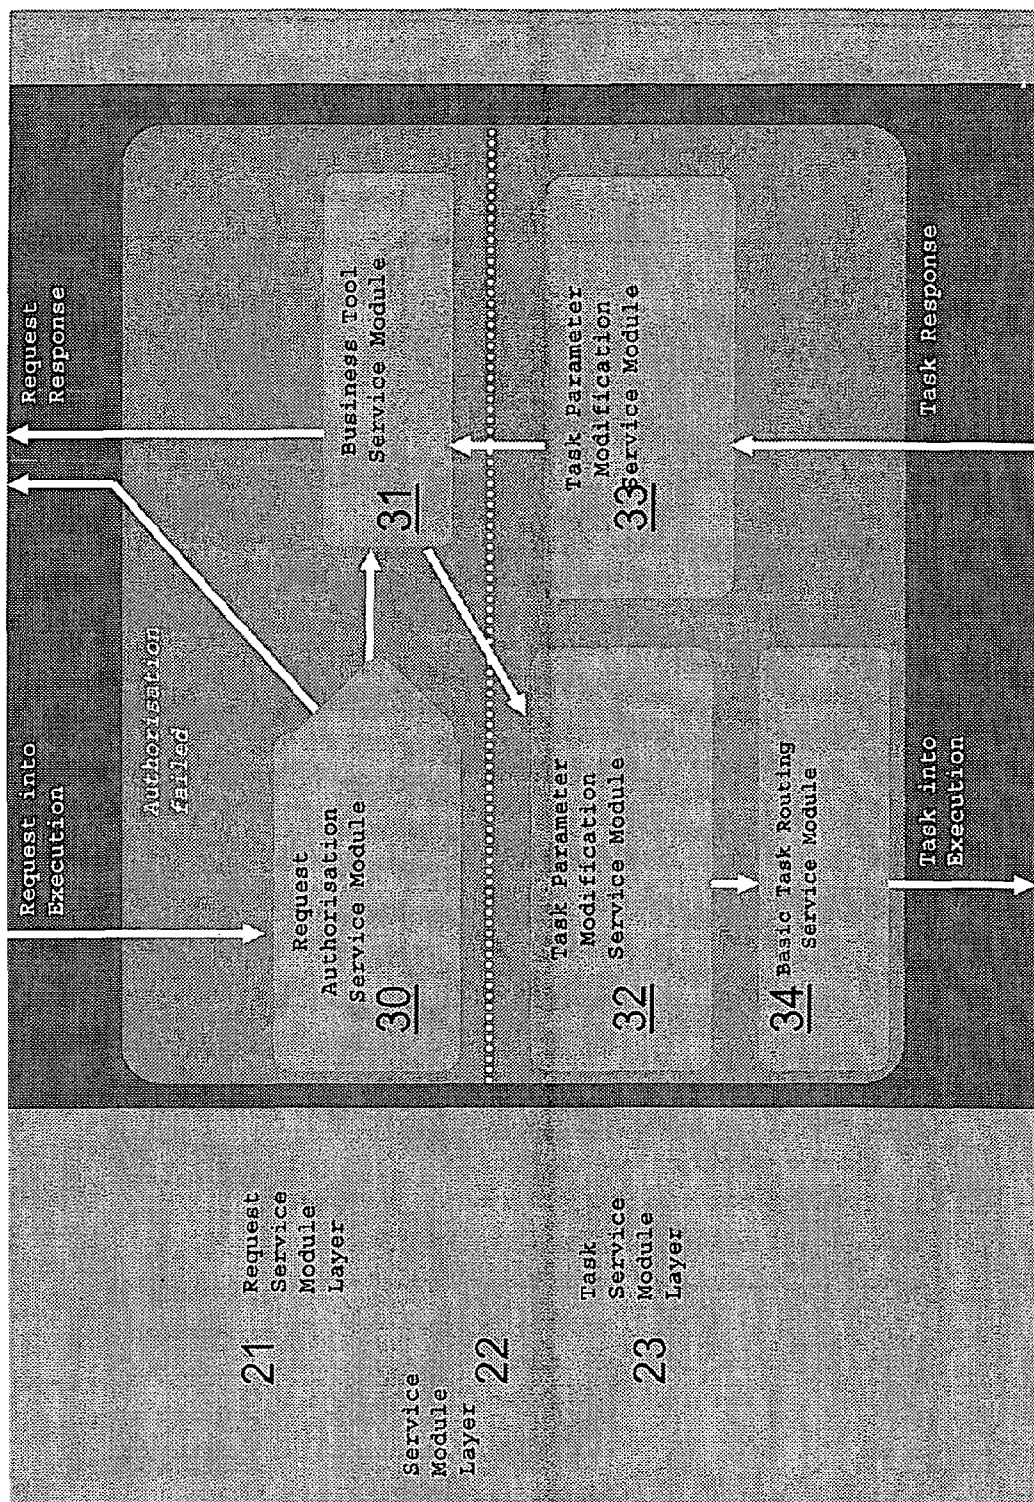 Request into
Execution
Request
Response
Authorisation
failed
21
Request
Service
Module
Layer
Request
Authorisation
Service Module
30
Business Tool
Service Module
31
Service
Module
Layer
22
23
Task
Service
Module
Layer
Task Parameter
Modification
Service Module
32
Task Parameter
Modification
Service Module
33
Basic Task Routing
Service Module
34
Task into
Execution
Task Response